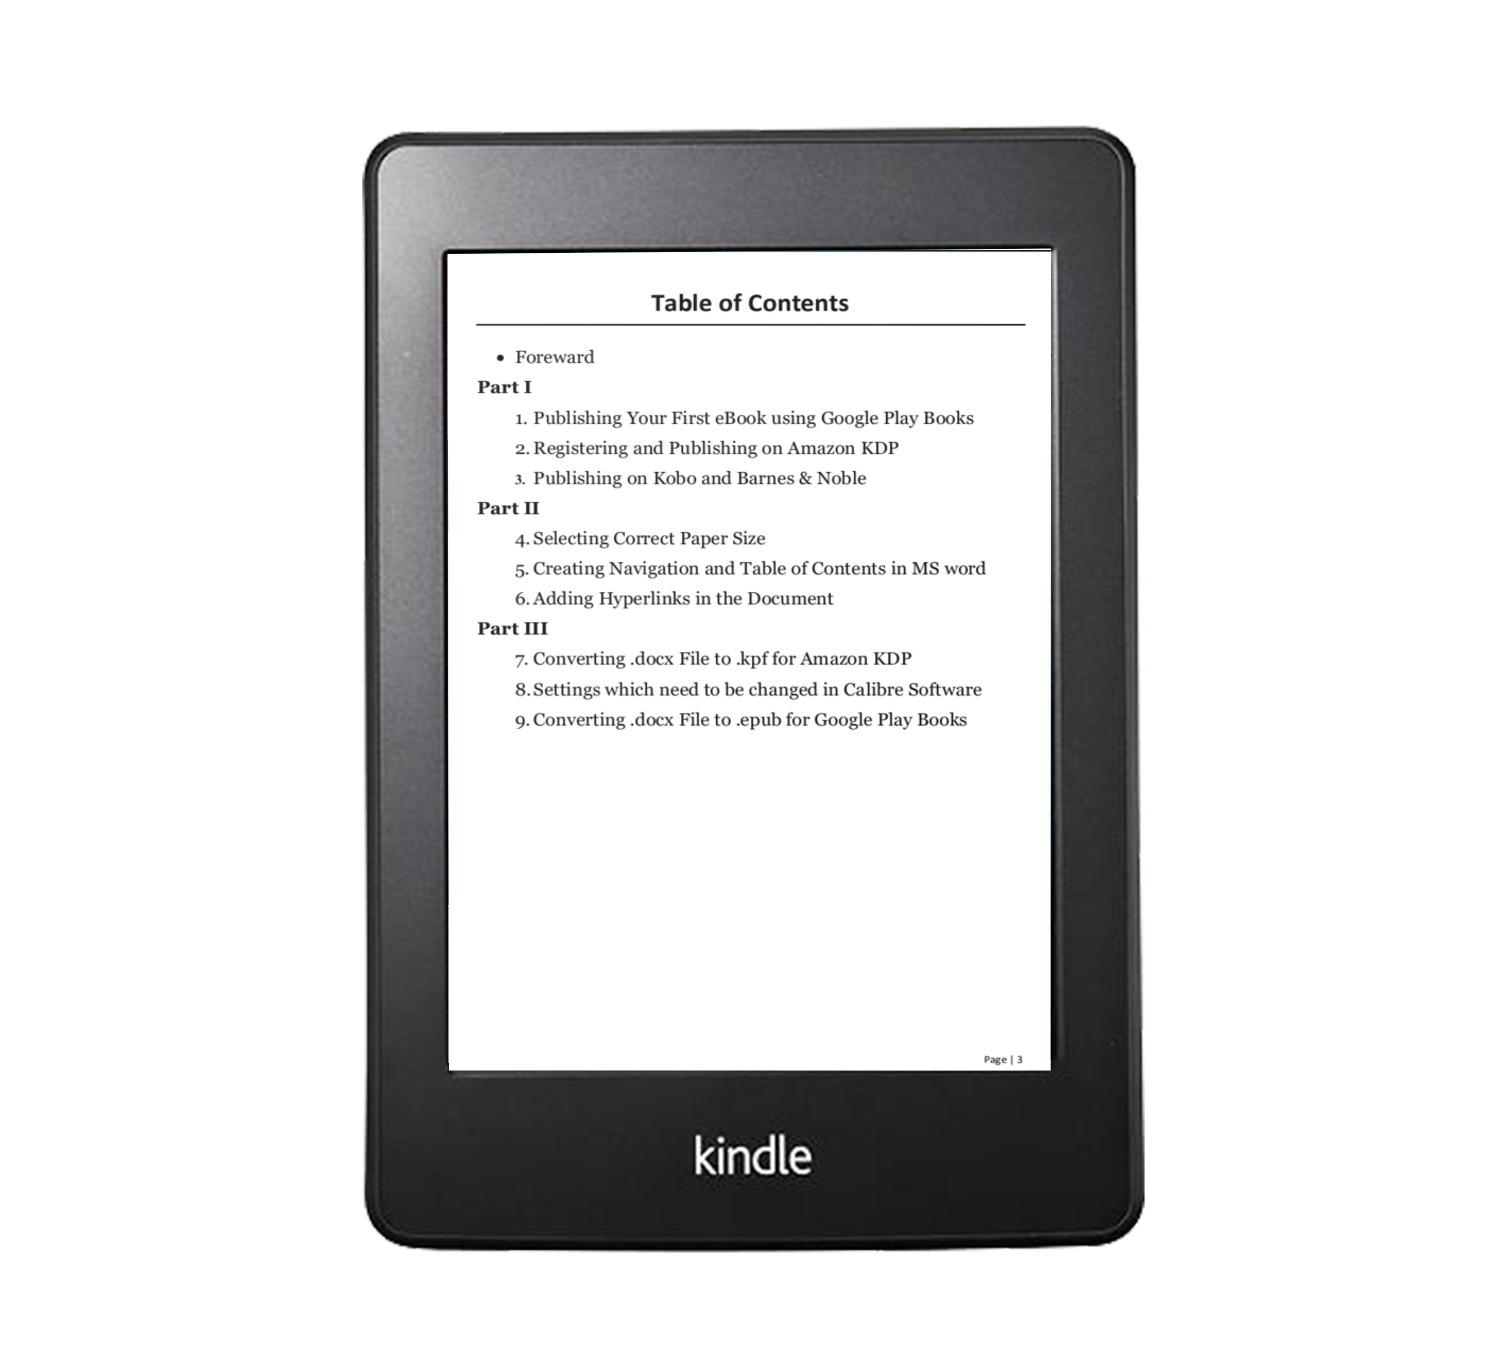 Table of Contents
• Foreward
Part I
1. Publishing Your First eBook using Google Play Books
2. Registering and Publishing on Amazon KDP
3. Publishing on Kobo and Barnes & Noble
Part II
4. Selecting Correct Paper Size
5. Creating Navigation and Table of Contents in MS word
6. Adding Hyperlinks in the Document
Part III
7. Converting .docx File to .kpf for Amazon KDP
8. Settings which need to be changed in Calibre Software
9. Converting .docx File to .epub for Google Play Books
Page | 3
kindle